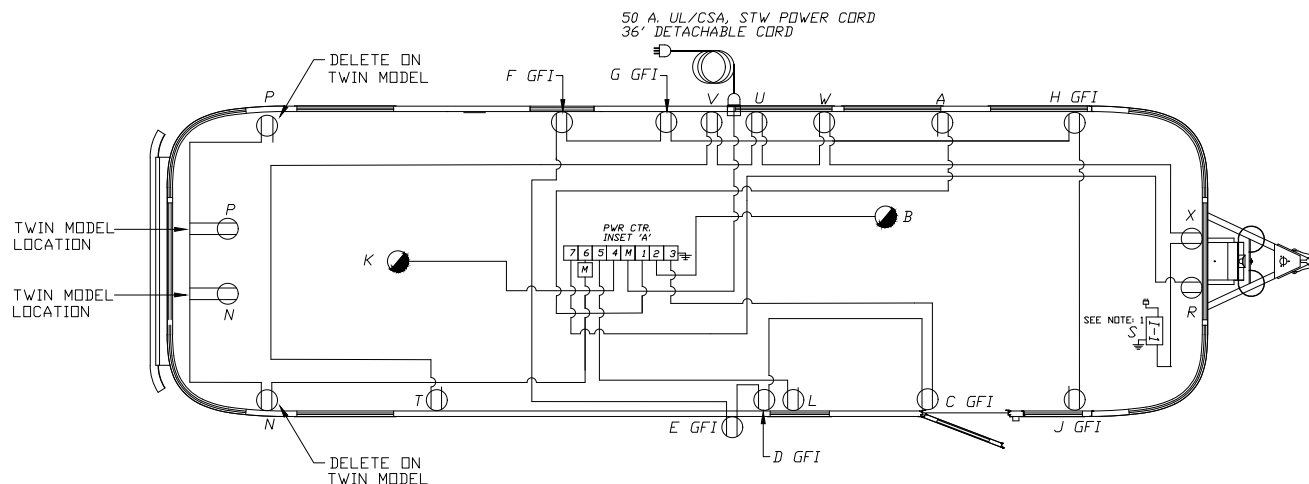 50 A. UL/CSA, STW POWER CORD
36' DETACHABLE CORD
DELETE ON
TWIN MODEL
P
F GFI
G GFI
V
U
W
A
H GFI
P
TWIN MODEL
LOCATION
B
X
PWR CTR.
INSET 'A'
7 6 5 4 M 1 2 3
M
K
TWIN MODEL
LOCATION
N
R
SEE NOTE: 1
S
I-I
N
T
E GFI
L
C GFI
J GFI
D GFI
DELETE ON
TWIN MODEL